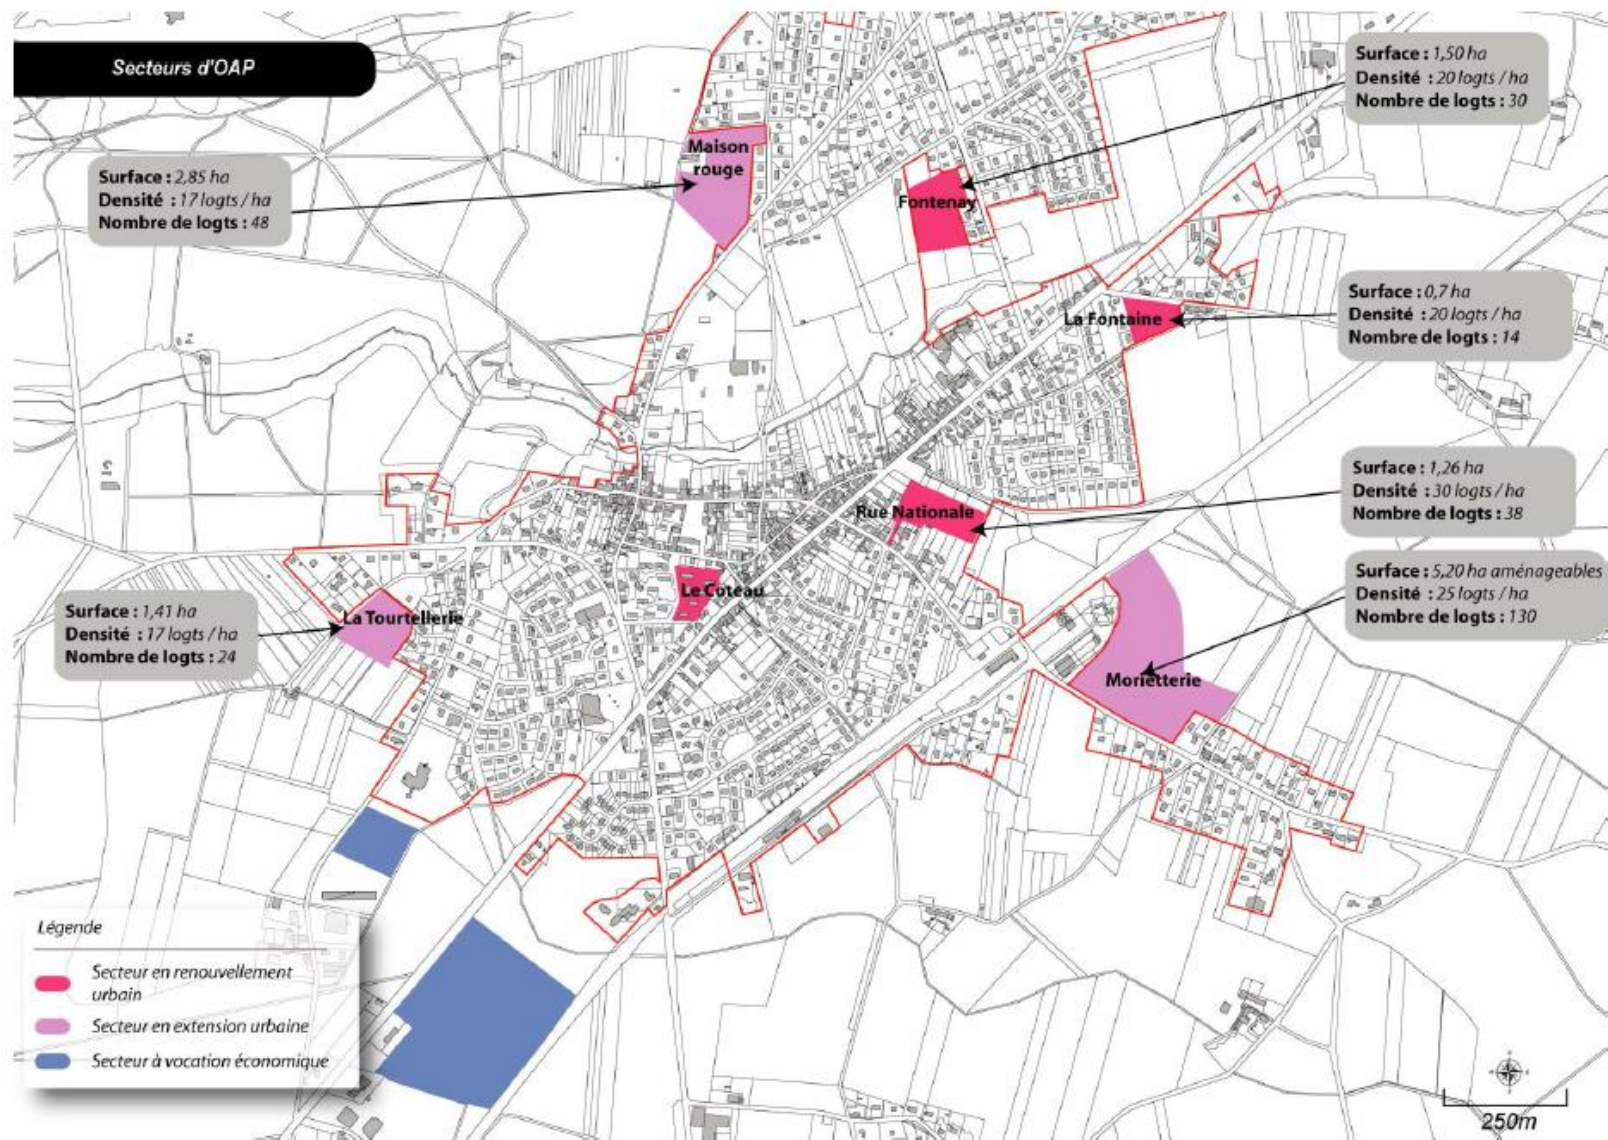 Secteurs d'OAP
Surface : 1,50 ha
Densité : 20 logts / ha
Nombre de logts : 30
Maison
rouge
Surface : 2,85 ha
Densité : 17 logts / ha
Nombre de logts : 48
Fontenay
Surface : 0,7 ha
Densité : 20 logts / ha
Nombre de logts : 14
La Fontaine
Surface : 1,26 ha
Densité : 30 logts / ha
Nombre de logts : 38
Rue Nationale
Surface : 5,20 ha aménageables
Densité : 25 logts / ha
Nombre de logts : 130
Le Coteau
Surface : 1,41 ha
Densité : 17 logts / ha
Nombre de logts : 24
La Tourtellerie
Morietterie
Légende
Secteur en renouvellement
urbain
Secteur en extension urbaine
Secteur à vocation économique
250m